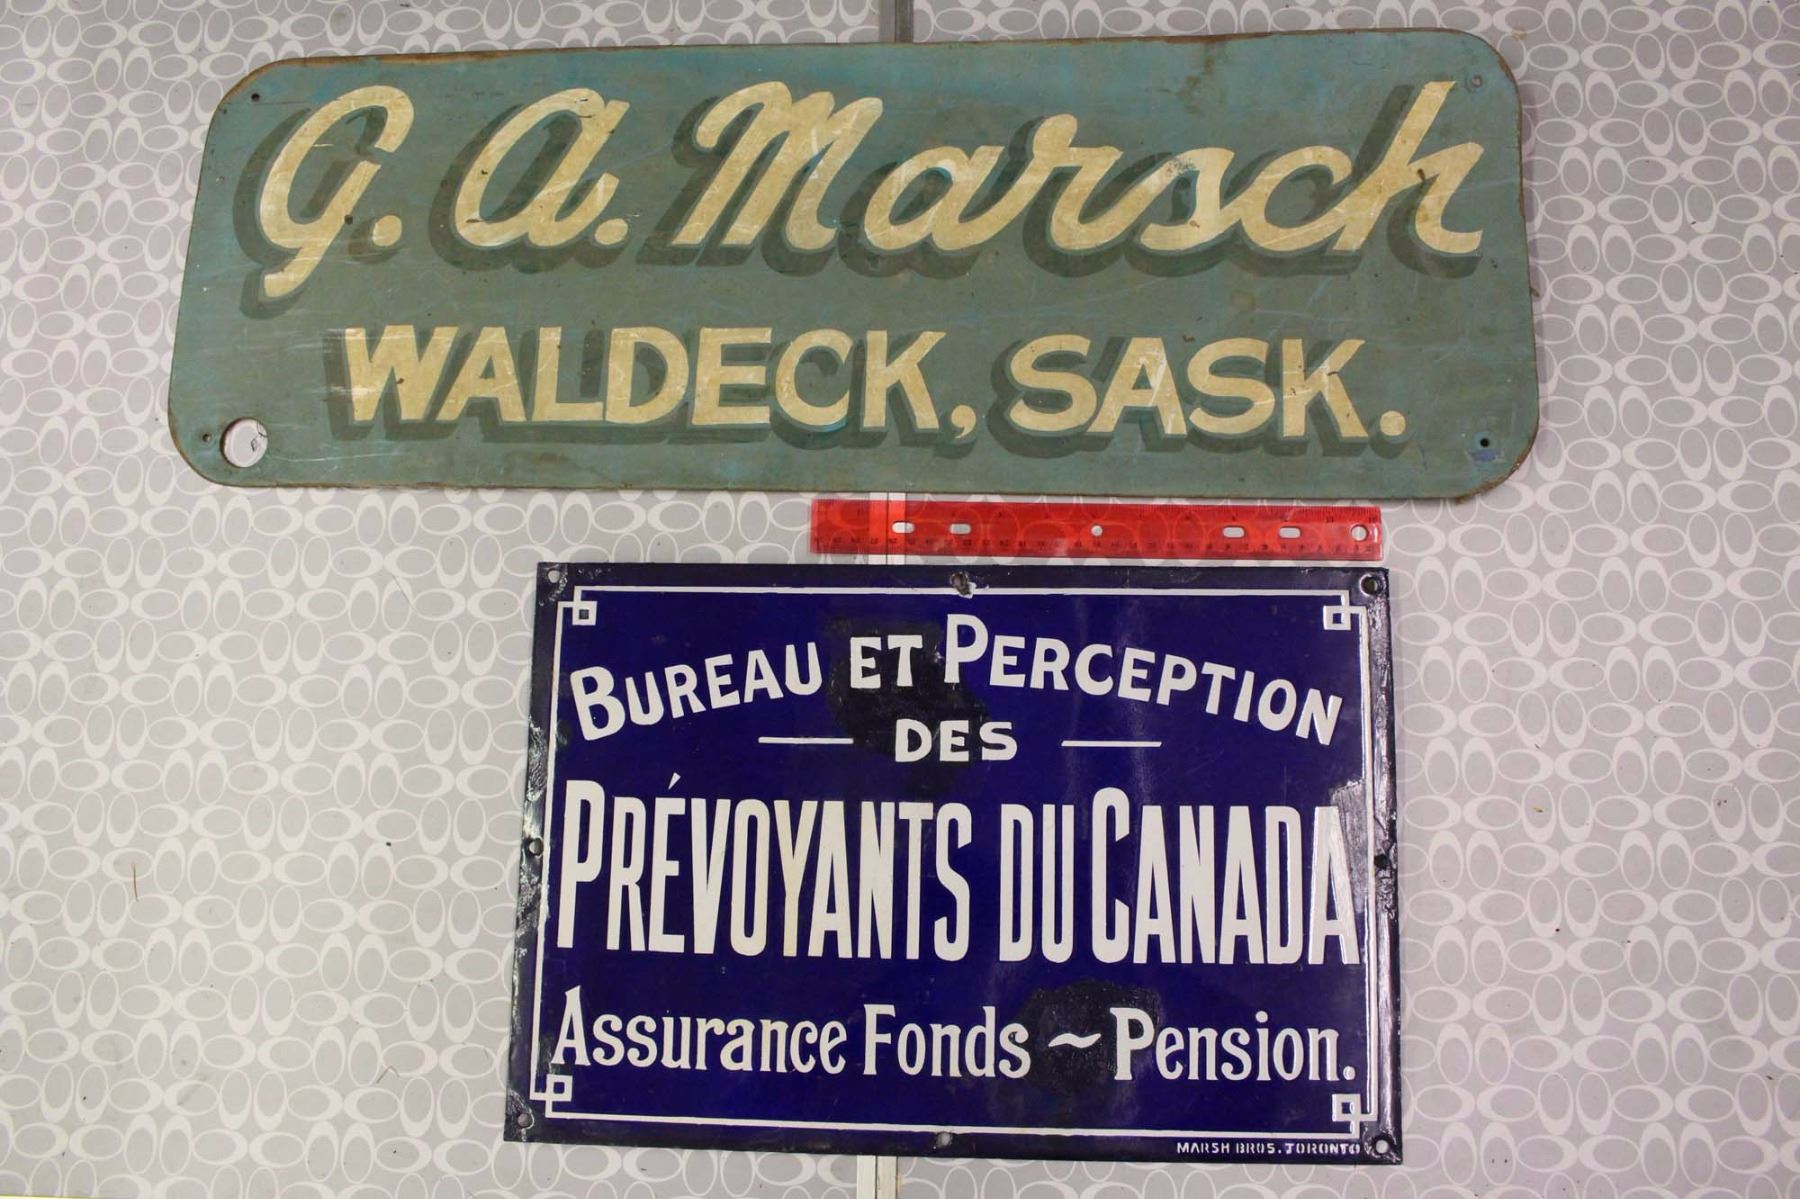 G. A. Marsch
WALDECK, SASK.
BUREAU ET PERCEPTION
DES
PRÉVOYANTS DU CANADA
Assurance Fonds ~ Pension.
MARSH BROS. TORONTO